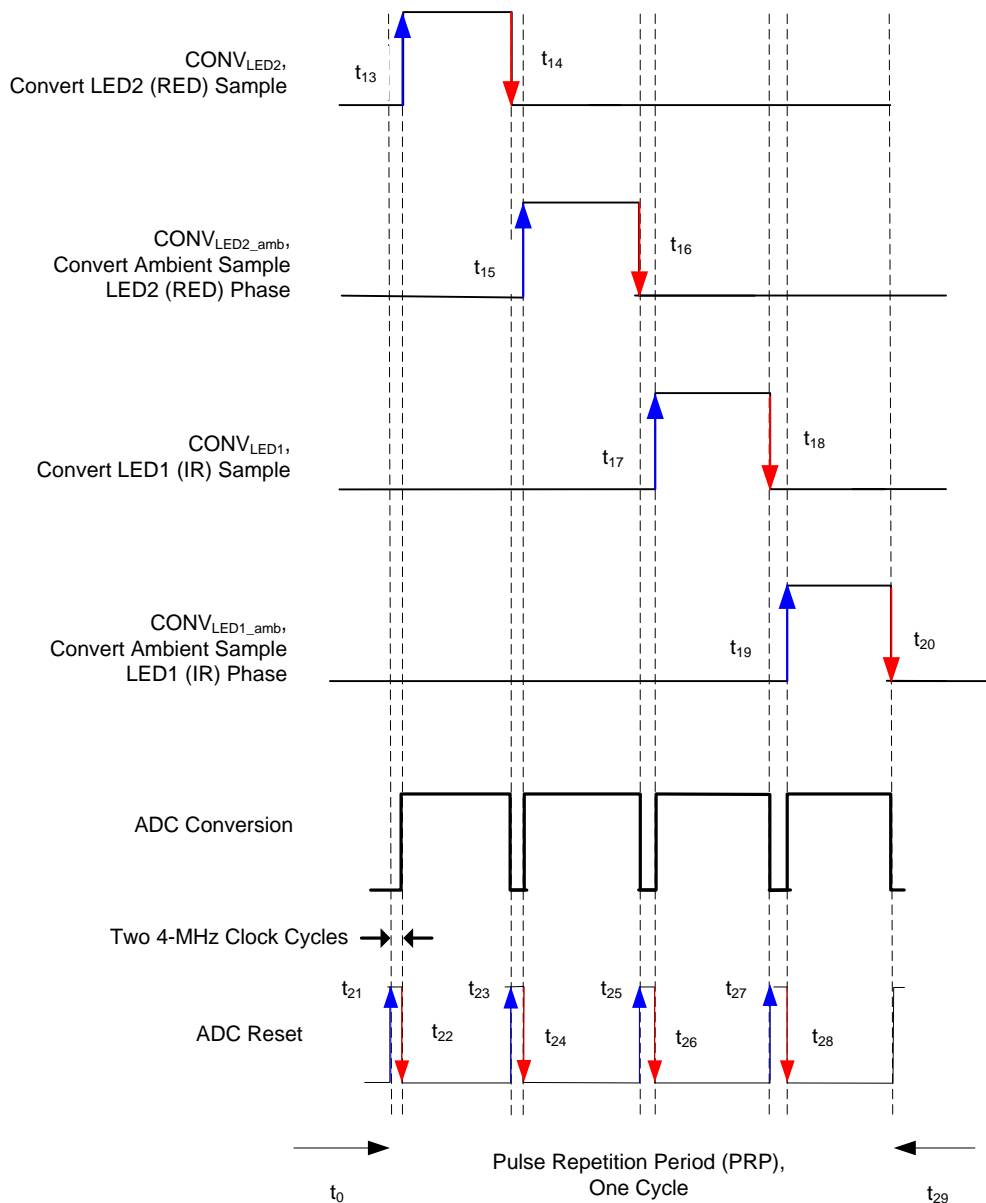 CONVLED2,
Convert LED2 (RED) Sample
t13
t14
CONVLED2_amb,
Convert Ambient Sample
LED2 (RED) Phase
t15
t16
CONVLED1,
Convert LED1 (IR) Sample
t17
t18
CONVLED1_amb,
Convert Ambient Sample
LED1 (IR) Phase
t19
t20
ADC Conversion
Two 4-MHz Clock Cycles
t21
t23
t25
t27
ADC Reset
t22
t24
t26
t28
Pulse Repetition Period (PRP),
One Cycle
t0
t29